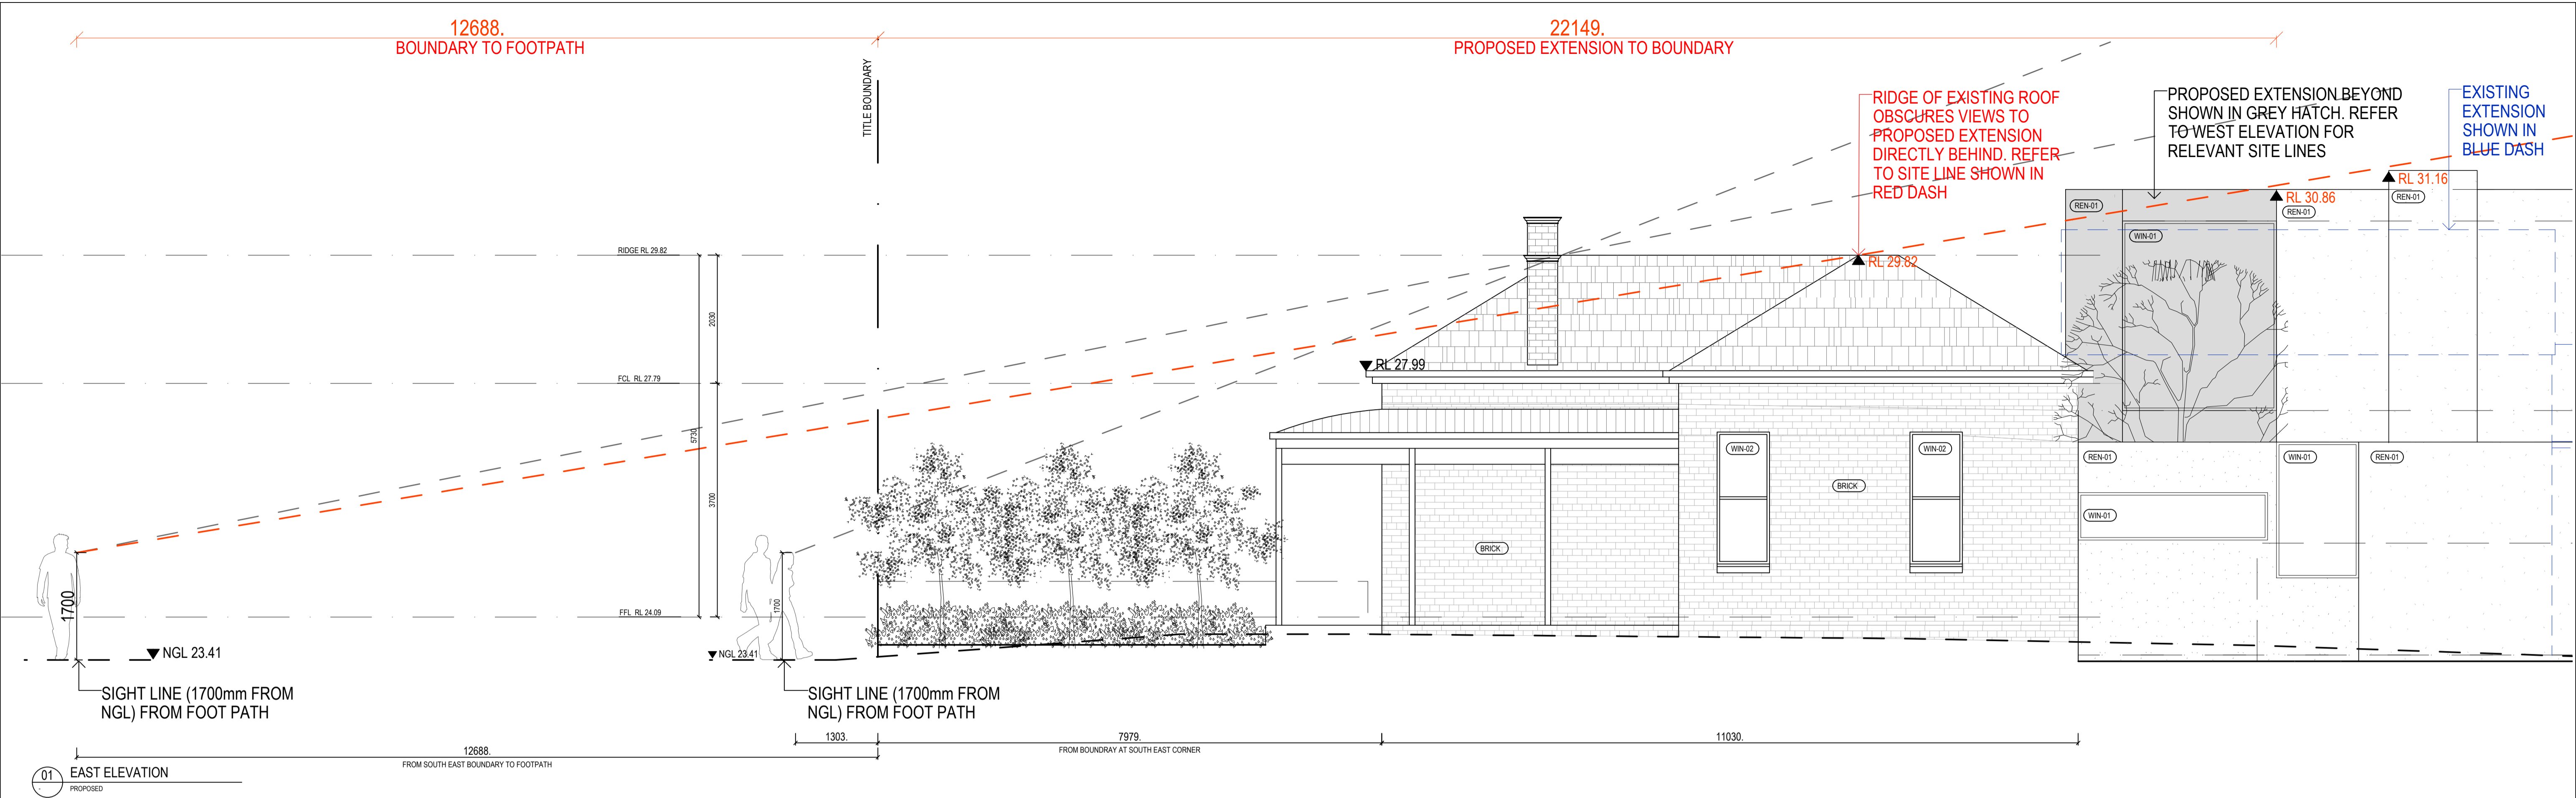 12688.
BOUNDARY TO FOOTPATH
22149.
PROPOSED EXTENSION TO BOUNDARY
TITLE BOUNDARY
RIDGE OF EXISTING ROOF
OBSCURES VIEWS TO
PROPOSED EXTENSION
DIRECTLY BEHIND. REFER
TO SITE LINE SHOWN IN
RED DASH
PROPOSED EXTENSION BEYOND
SHOWN IN GREY HATCH. REFER
TO WEST ELEVATION FOR
RELEVANT SITE LINES
EXISTING
EXTENSION
SHOWN IN
BLUE DASH
RL 31.16
RL 30.86
REN-01
REN-01
REN-01
WIN-01
RIDGE RL 29.82
RL 29.82
2030
FCL RL 27.79
RL 27.99
5730
3700
WIN-02
WIN-02
BRICK
BRICK
REN-01
WIN-01
REN-01
WIN-01
1700
1700
FFL RL 24.09
NGL 23.41
NGL 23.41
SIGHT LINE (1700mm FROM
NGL) FROM FOOT PATH
SIGHT LINE (1700mm FROM
NGL) FROM FOOT PATH
1303.
7979.
FROM BOUNDRAY AT SOUTH EAST CORNER
11030.
12688.
FROM SOUTH EAST BOUNDARY TO FOOTPATH
01
EAST ELEVATION
PROPOSED